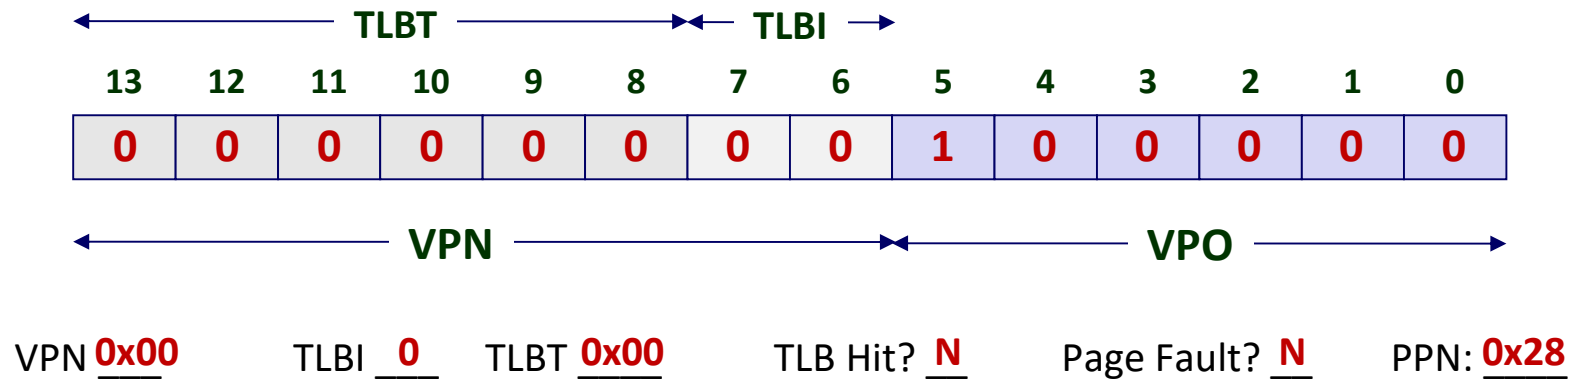 TLBT TLBI
13 12 11 10 9 8 7 6 5 4 3 2 1 0
0 0 0 0 0 0 0 0 1 0 0 0 0 0
VPN VPO
VPN 0x00 TLBI 0 TLBT 0x00 TLB Hit? N Page Fault? N PPN: 0x28